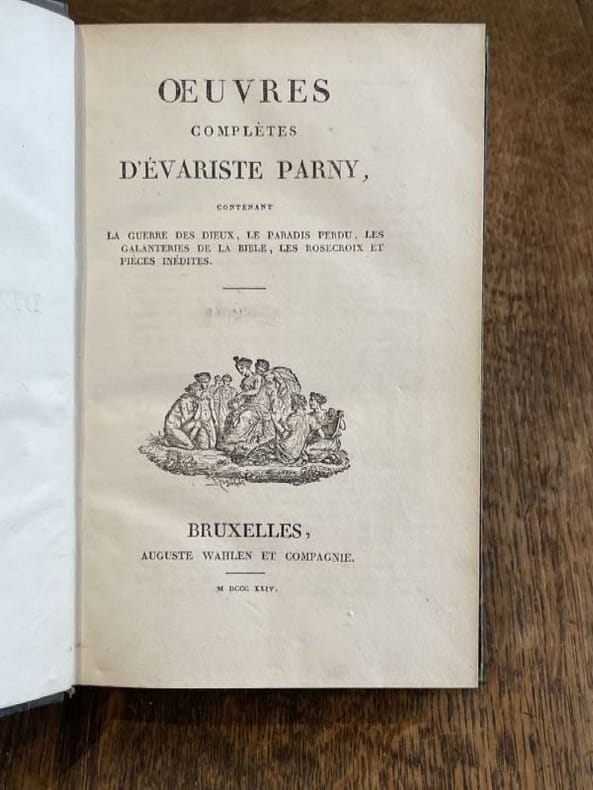 OEUVRES
COMPLÈTES
D'ÉVARISTE PARNY,
CONTENANT
LA GUERRE DES DIEUX, LE PARADIS PERDU, LES
GALANTERIES DE LA BIBLE, LES ROSECROIX ET
PIÈCES INÉDITES.
BRUXELLES,
AUGUSTE WAHLEN ET COMPAGNIE.
M DCCC XXIV.